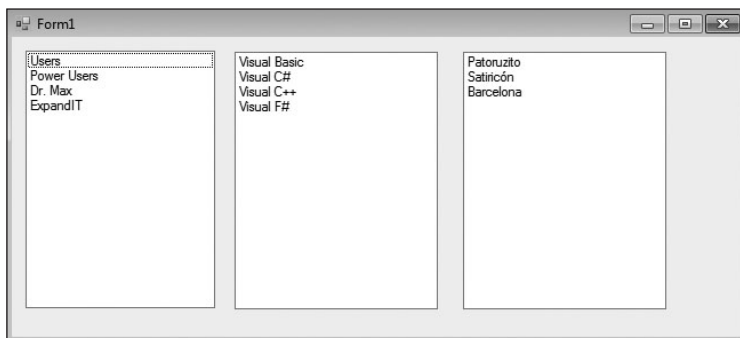 Form1
Users
Power Users
Dr. Max
ExpandIT
Visual Basic
Visual C#
Visual C++
Visual F#
Patoruzito
Satiricón
Barcelona